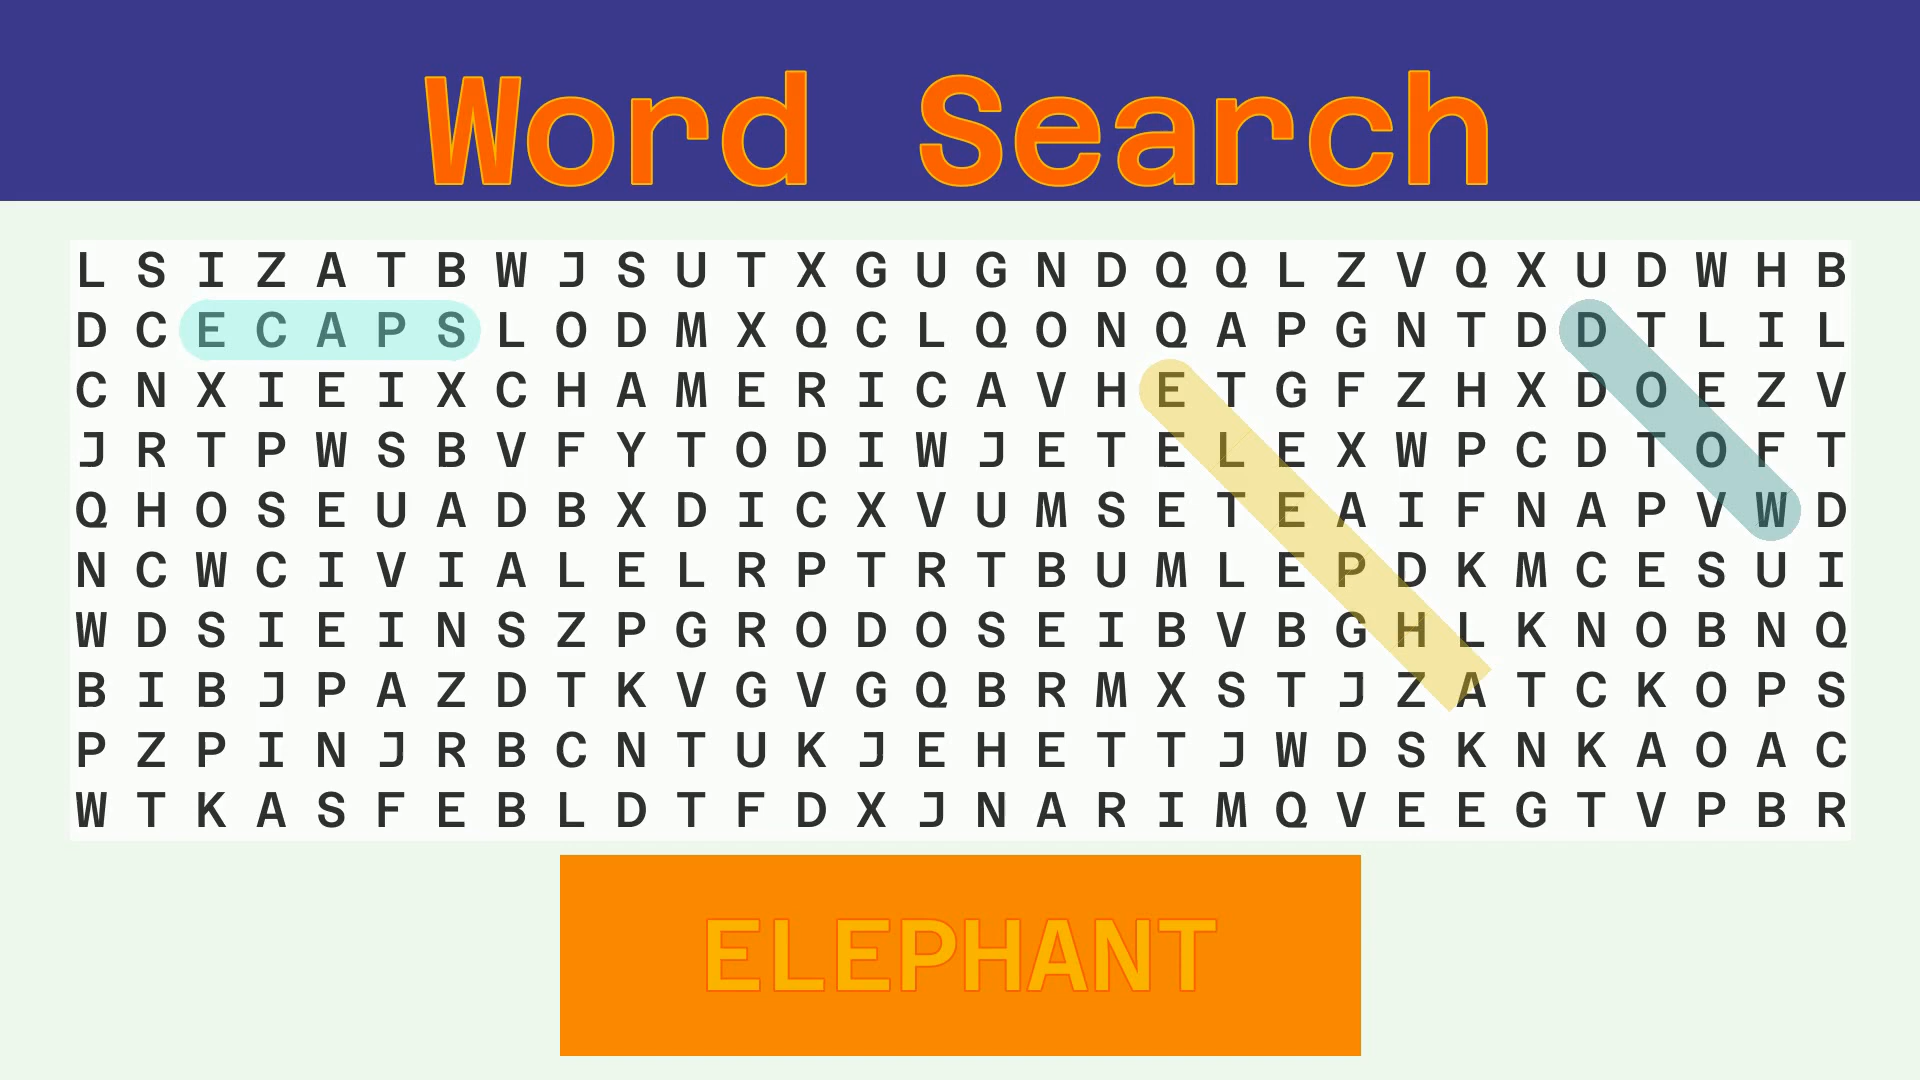 Word Search
L S I Z A T B W J S U T X G U G N D Q Q L Z V Q X U D W H B
D C E C A P S L O D M X Q C L Q O N Q A P G N T D D T L I L
C N X I E I X C H A M E R I C A V H E T G F Z H X D O E Z V
J R T P W S B V F Y T O D I W J E T E L E X W P C D T O F T
Q H O S E U A D B X D I C X V U M S E T E A I F N A P V W D
N C W C I V I A L E L R P T R T B U M L E P D K M C E S U I
W D S I E I N S Z P G R O D O S E I B V B G H L K N O B N Q
B I B J P A Z D T K V G V G Q B R M X S T J Z A T C K O P S
P Z P I N J R B C N T U K J E H E T T J W D S K N K A O A C
W T K A S F E B L D T F D X J N A R I M Q V E E G T V P B R
ELEPHANT